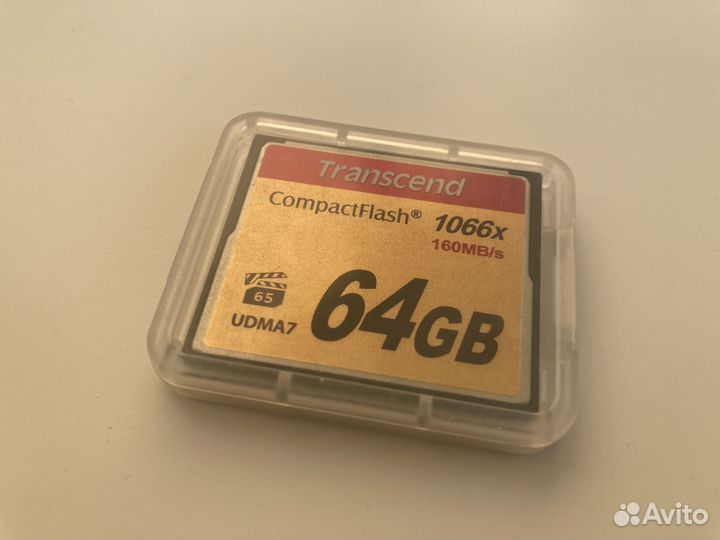 Transcend
CompactFlash® 1066x
160MB/s
65
UDMA7
64GB
Avito